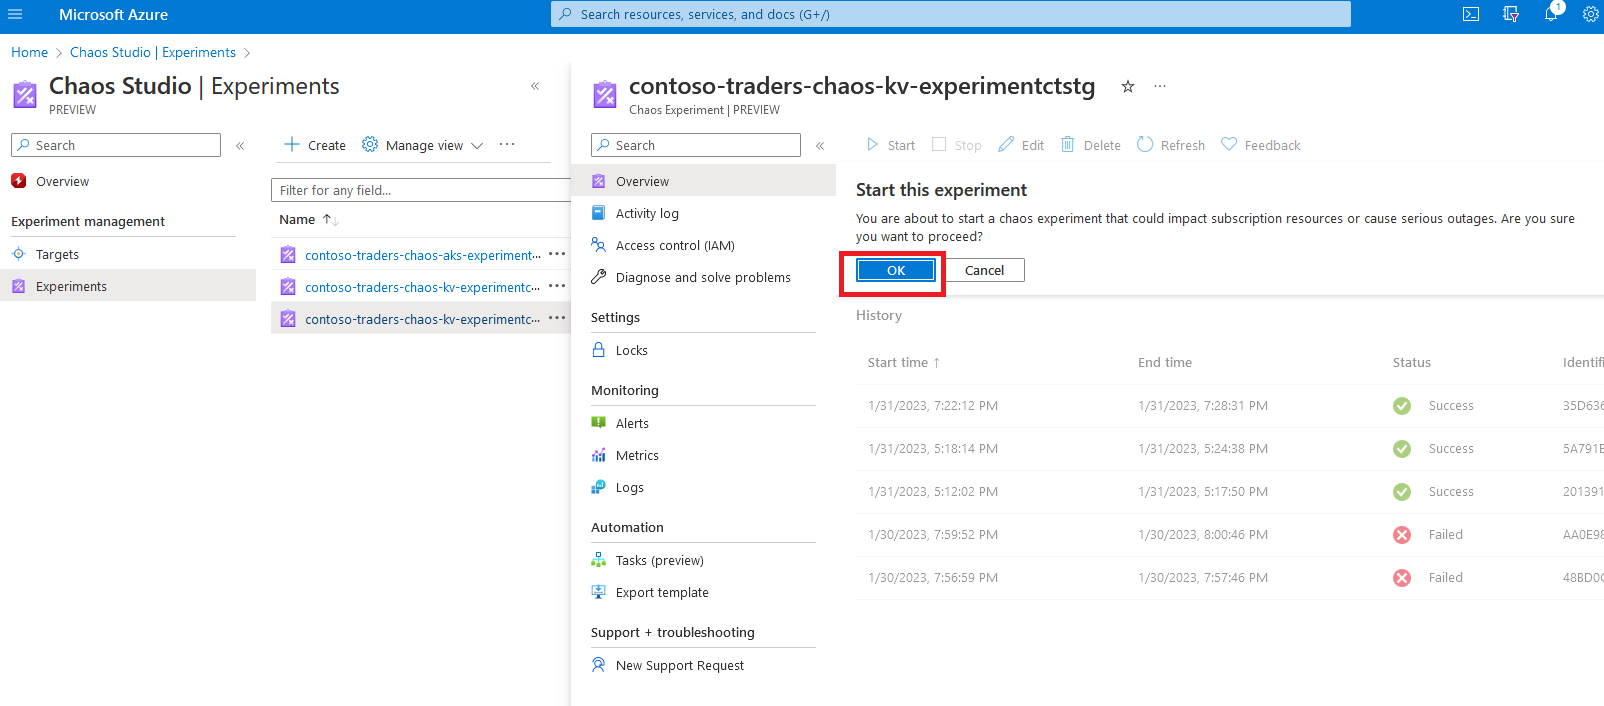 Microsoft Azure
Search resources, services, and docs (G+/)
1
Home > Chaos Studio | Experiments >
Chaos Studio | Experiments
PREVIEW
Search
Overview
Experiment management
Targets
Experiments
Create
Manage view
Filter for any field...
Name ↑↓
contoso-traders-chaos-aks-experiment...
contoso-traders-chaos-kv-experimentc...
contoso-traders-chaos-kv-experimentc...
contoso-traders-chaos-kv-experimentctstg
Chaos Experiment | PREVIEW
Search
Overview
Activity log
Access control (IAM)
Diagnose and solve problems
Settings
Locks
Monitoring
Alerts
Metrics
Logs
Automation
Tasks (preview)
Export template
Support + troubleshooting
New Support Request
Start Stop Edit Delete Refresh Feedback
Start this experiment
You are about to start a chaos experiment that could impact subscription resources or cause serious outages. Are you sure
you want to proceed?
OK Cancel
History
Start time ↑ End time Status Identifi
1/31/2023, 7:22:12 PM 1/31/2023, 7:28:31 PM Success 35D636
1/31/2023, 5:18:14 PM 1/31/2023, 5:24:38 PM Success 5A791E
1/31/2023, 5:12:02 PM 1/31/2023, 5:17:50 PM Success 201391
1/30/2023, 7:59:52 PM 1/30/2023, 8:00:46 PM Failed AA0E98
1/30/2023, 7:56:59 PM 1/30/2023, 7:57:46 PM Failed 48BD0C